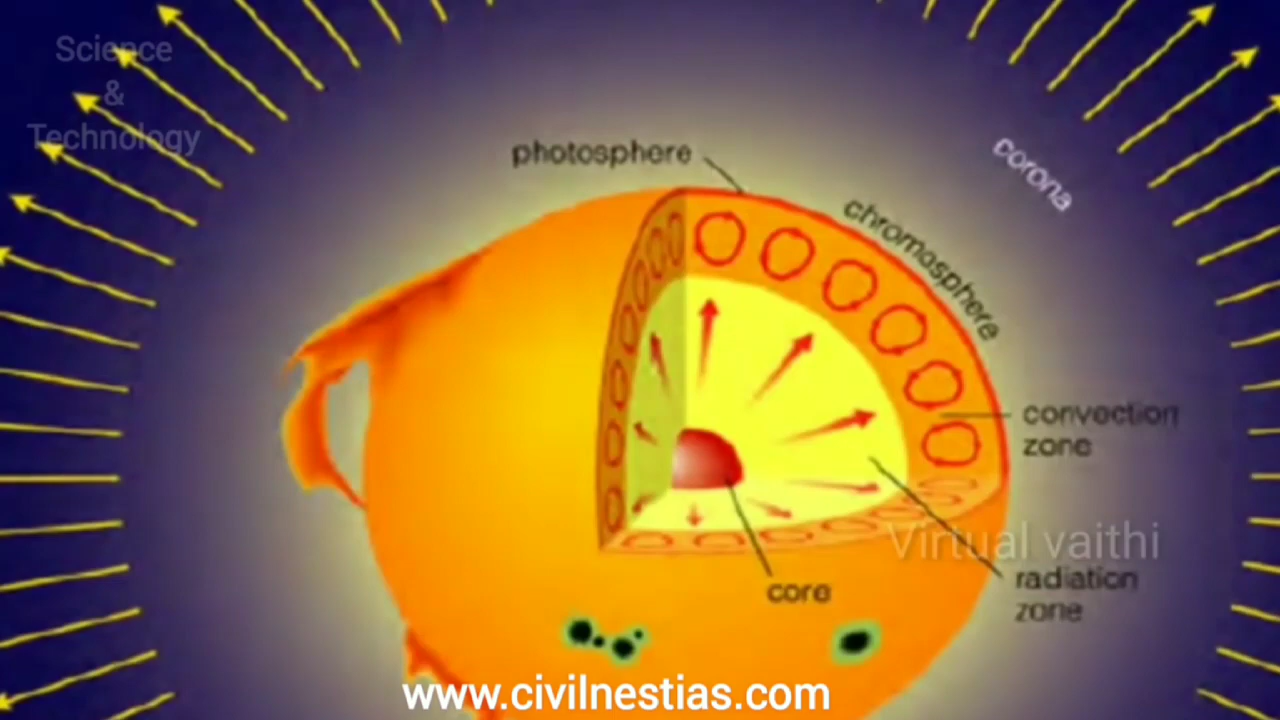 Science
&
Technology
photosphere
corona
chromosphere
convection
zone
Virtual vaithi
radiation
zone
core
www.civilnestias.com